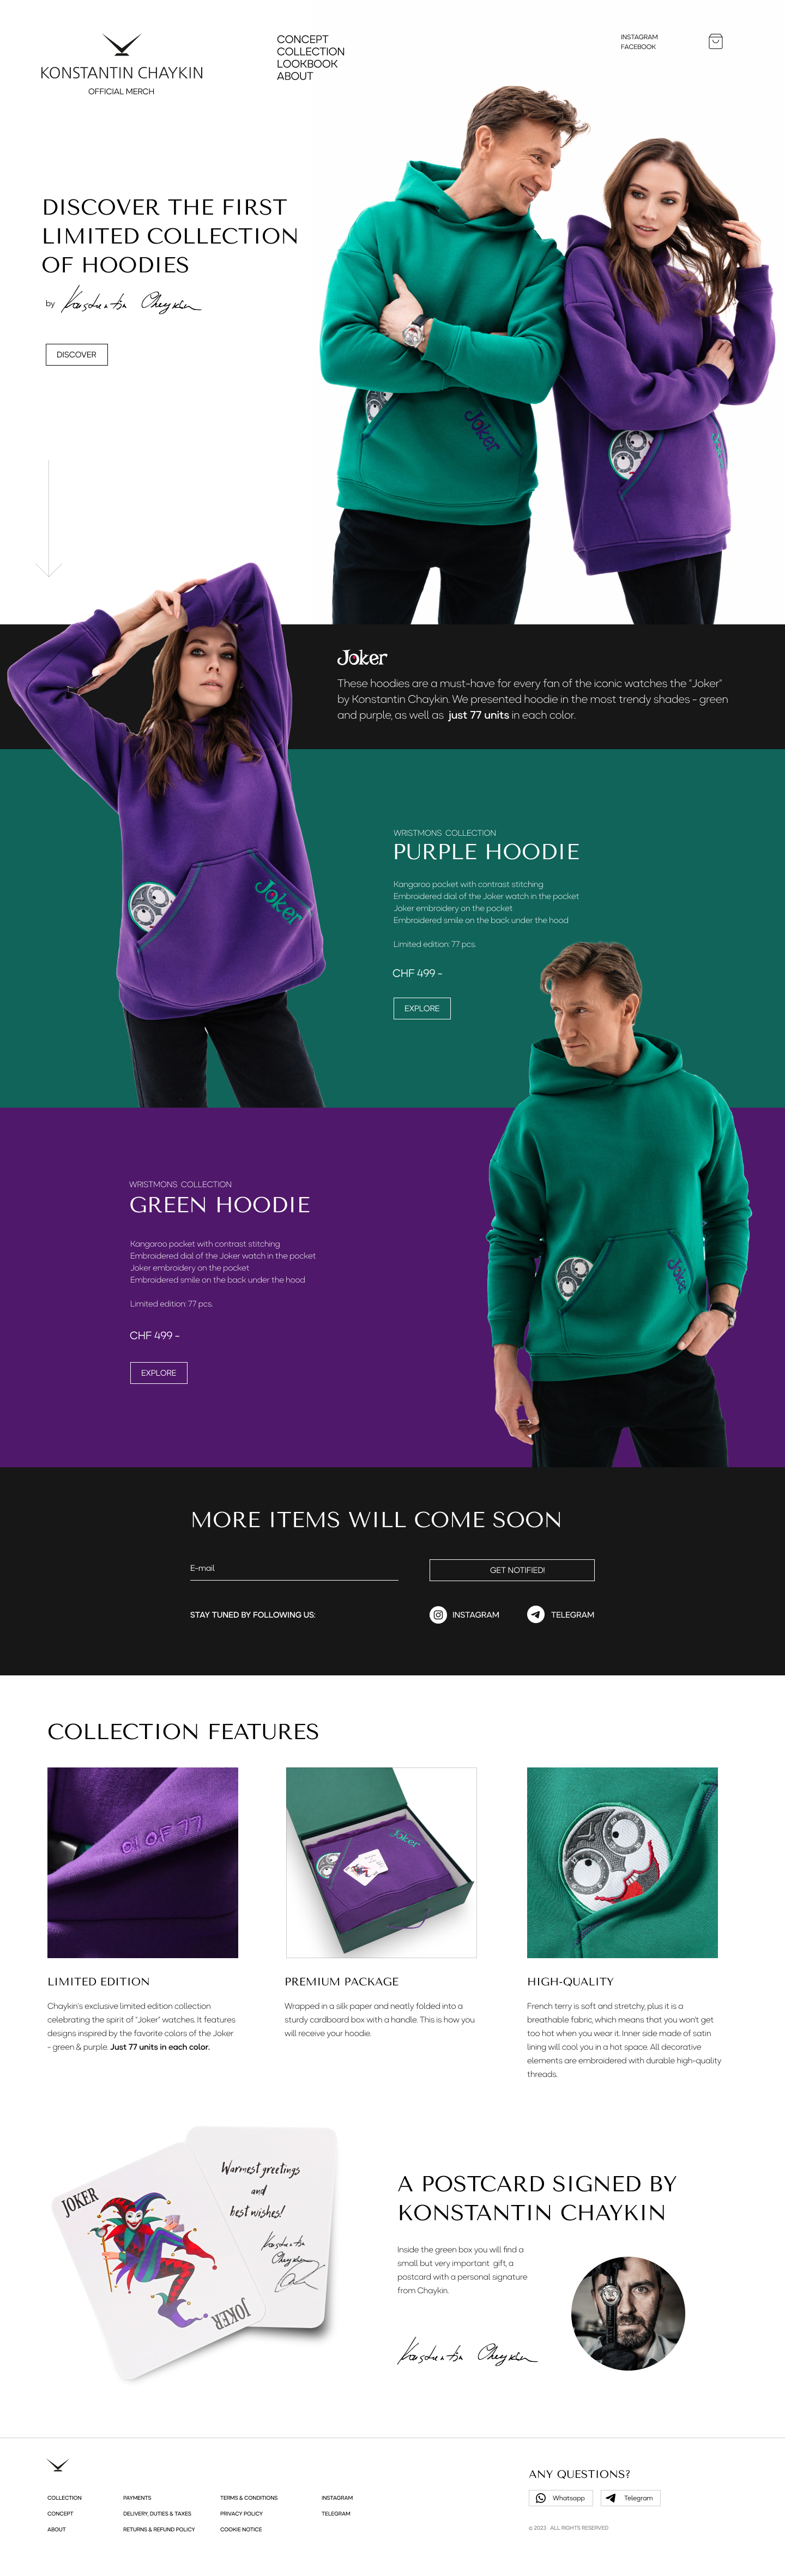 KONSTANTIN CHAYKIN
OFFICIAL MERCH
CONCEPT
COLLECTION
LOOKBOOK
ABOUT
INSTAGRAM
FACEBOOK
DISCOVER THE FIRST
LIMITED COLLECTION
OF HOODIES
by Konstantin Chaykin
DISCOVER
Joker
Joker
These hoodies are a must-have for every fan of the iconic watches the "Joker"
by Konstantin Chaykin. We presented hoodie in the most trendy shades - green
and purple, as well as just 77 units in each color.
Joker
WRISTMONS COLLECTION
PURPLE HOODIE
Kangaroo pocket with contrast stitching
Embroidered dial of the Joker watch in the pocket
Joker embroidery on the pocket
Embroidered smile on the back under the hood
Limited edition: 77 pcs.
CHF 499 -
EXPLORE
WRISTMONS COLLECTION
GREEN HOODIE
Kangaroo pocket with contrast stitching
Embroidered dial of the Joker watch in the pocket
Joker embroidery on the pocket
Embroidered smile on the back under the hood
Limited edition: 77 pcs.
CHF 499 -
EXPLORE
Joker
MORE ITEMS WILL COME SOON
E-mail
GET NOTIFIED!
STAY TUNED BY FOLLOWING US:
INSTAGRAM
TELEGRAM
COLLECTION FEATURES
01 OF 77
Joker
LIMITED EDITION
Chaykin's exclusive limited edition collection
celebrating the spirit of "Joker" watches. It features
designs inspired by the favorite colors of the Joker
- green & purple. Just 77 units in each color.
PREMIUM PACKAGE
Wrapped in a silk paper and neatly folded into a
sturdy cardboard box with a handle. This is how you
will receive your hoodie.
HIGH-QUALITY
French terry is soft and stretchy, plus it is a
breathable fabric, which means that you won't get
too hot when you wear it. Inner side made of satin
lining will cool you in a hot space. All decorative
elements are embroidered with durable high-quality
threads.
JOKER
JOKER
Warmest greetings
and
best wishes!
Konstantin
Chaykin
A POSTCARD SIGNED BY
KONSTANTIN CHAYKIN
Inside the green box you will find a
small but very important gift, a
postcard with a personal signature
from Chaykin.
Konstantin Chaykin
COLLECTION
CONCEPT
ABOUT
PAYMENTS
DELIVERY, DUTIES & TAXES
RETURNS & REFUND POLICY
TERMS & CONDITIONS
PRIVACY POLICY
COOKIE NOTICE
INSTAGRAM
TELEGRAM
ANY QUESTIONS?
Whatsapp
Telegram
© 2023 ALL RIGHTS RESERVED